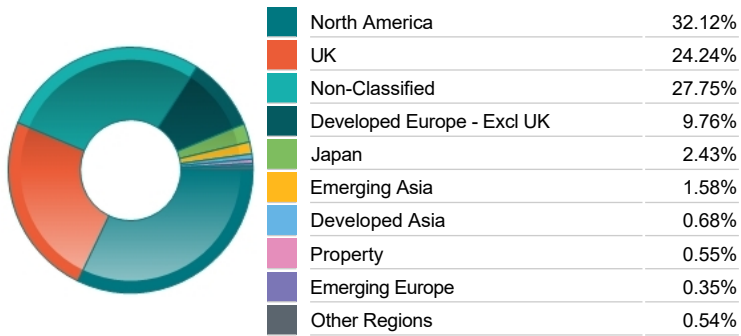 North America 32.12%
UK 24.24%
Non-Classified 27.75%
Developed Europe - Excl UK 9.76%
Japan 2.43%
Emerging Asia 1.58%
Developed Asia 0.68%
Property 0.55%
Emerging Europe 0.35%
Other Regions 0.54%